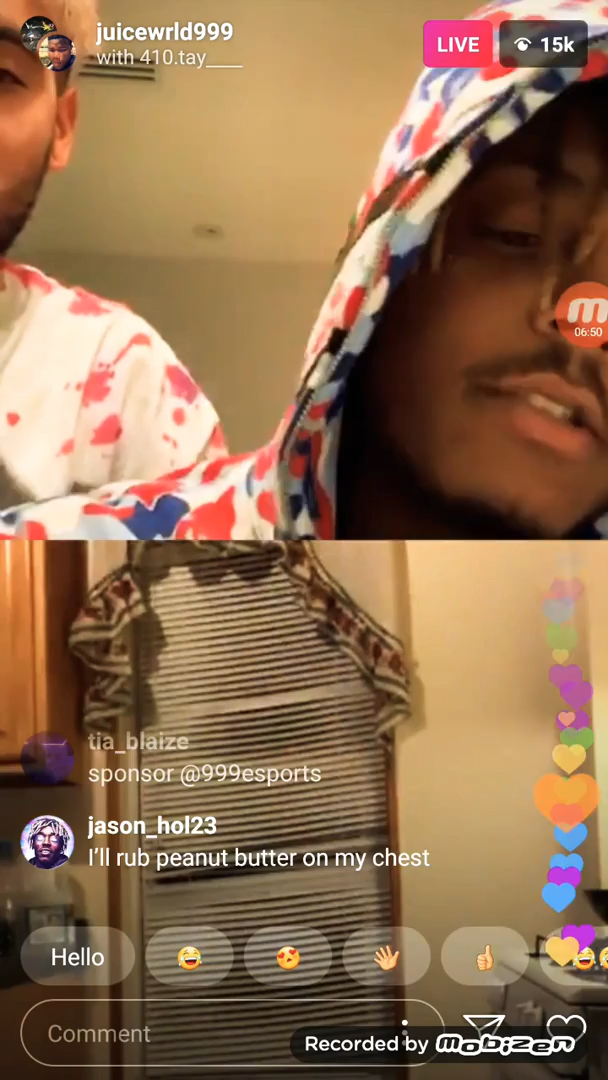 juicewrld999
with 410.tay____
LIVE
15k
m
06:50
tia_blaize
sponsor @999esports
jason_hol23
I'll rub peanut butter on my chest
Hello
Comment
Recorded by mobizen